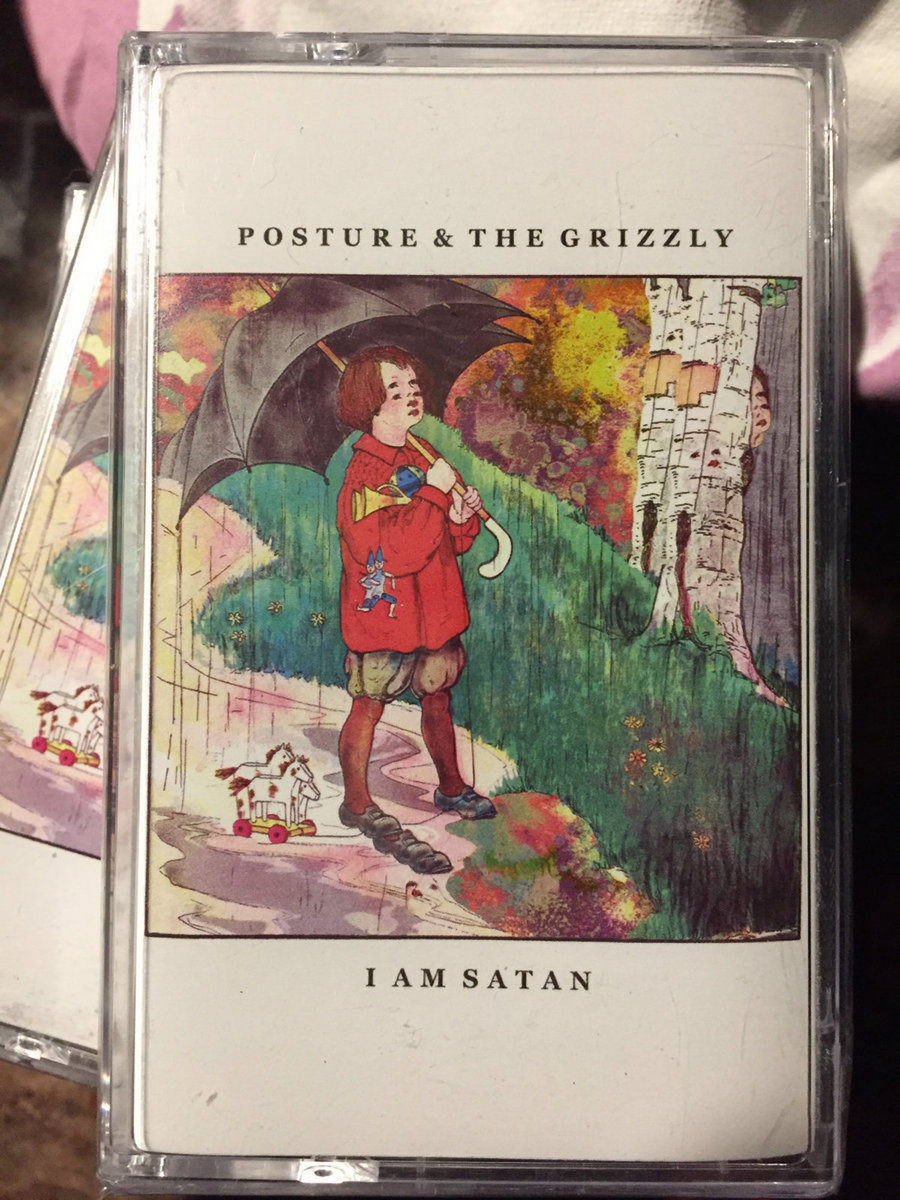 POSTURE & THE GRIZZLY
I AM SATAN